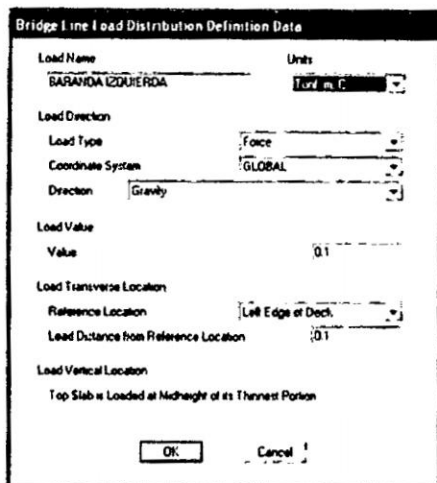 Bridge Line Load Distribution Definition Data
Load Name Units
BARANDA IZQUIERDA Tonf, m, C
Load Direction
Load Type Force
Coordinate System GLOBAL
Direction Gravity
Load Value
Value 0.1
Load Transverse Location
Reference Location Left Edge of Deck
Load Distance from Reference Location 0.1
Load Vertical Location
Top Slab is Loaded at Midheight of its Thinnest Portion
OK Cancel